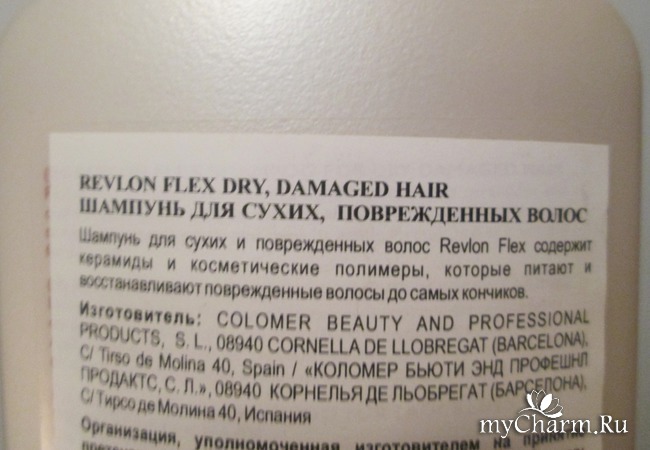 REVLON FLEX DRY, DAMAGED HAIR
ШАМПУНЬ ДЛЯ СУХИХ, ПОВРЕЖДЕННЫХ ВОЛОС
Шампунь для сухих и поврежденных волос Revlon Flex содержит
керамиды и косметические полимеры, которые питают и
восстанавливают поврежденные волосы до самых кончиков.
Изготовитель: COLOMER BEAUTY AND PROFESSIONAL
PRODUCTS, S. L., 08940 CORNELLA DE LLOBREGAT (BARCELONA),
C/ Tirso de Molina 40, Spain / «КОЛОМЕР БЬЮТИ ЭНД ПРОФЕШНЛ
ПРОДАКТС, С. Л.», 08940 КОРНЕЛЬЯ ДЕ ЛЬОБРЕГАТ (БАРСЕЛОНА),
С/ Тирсо де Молина 40, Испания
Организация, уполномоченная изготовителем на принятие
myCharm.Ru